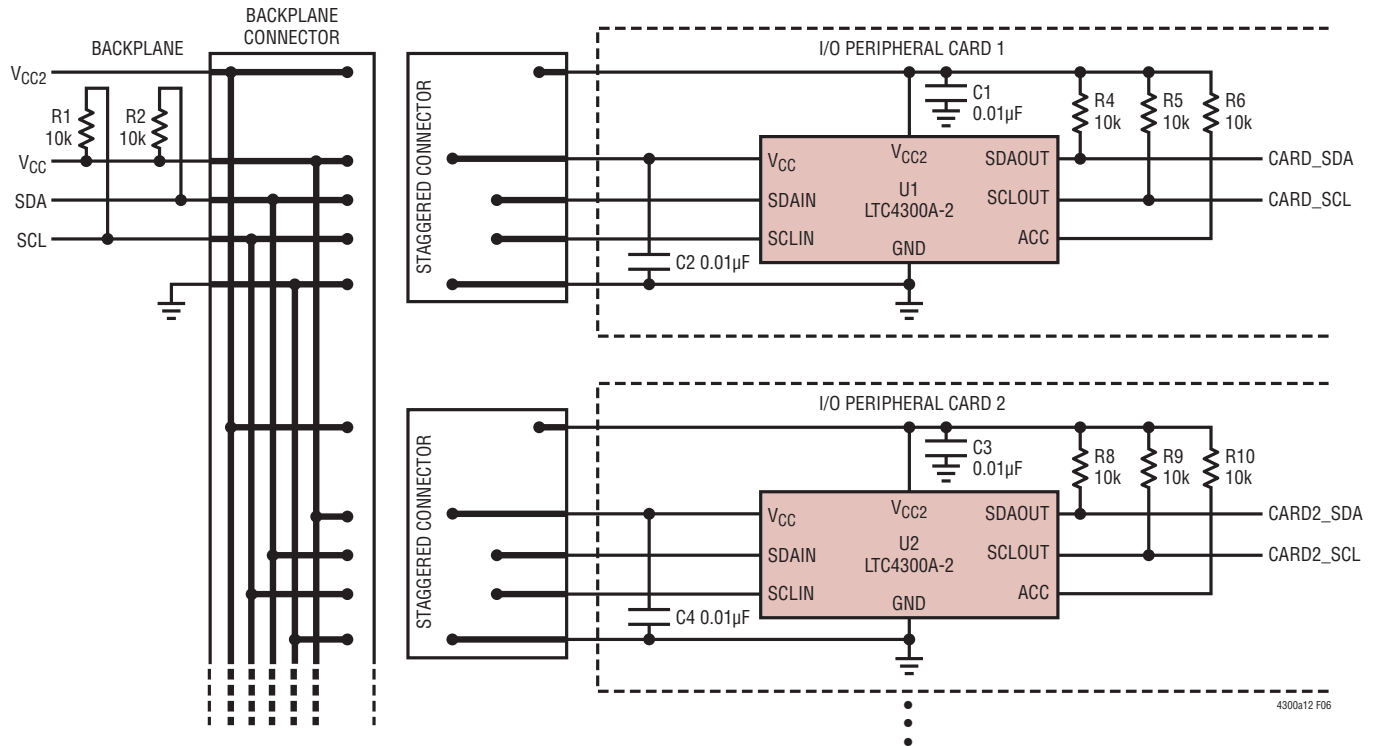 BACKPLANE
CONNECTOR
BACKPLANE
VCC2
R1
10k
R2
10k
VCC
SDA
SCL
STAGGERED CONNECTOR
I/O PERIPHERAL CARD 1
C1
0.01µF
R4
10k
R5
10k
R6
10k
VCC
VCC2
SDAOUT
CARD_SDA
SDAIN
U1
LTC4300A-2
SCLOUT
CARD_SCL
SCLIN
GND
ACC
C2 0.01µF
STAGGERED CONNECTOR
I/O PERIPHERAL CARD 2
C3
0.01µF
R8
10k
R9
10k
R10
10k
VCC
VCC2
SDAOUT
CARD2_SDA
SDAIN
U2
LTC4300A-2
SCLOUT
CARD2_SCL
SCLIN
GND
ACC
C4 0.01µF
4300a12 F06